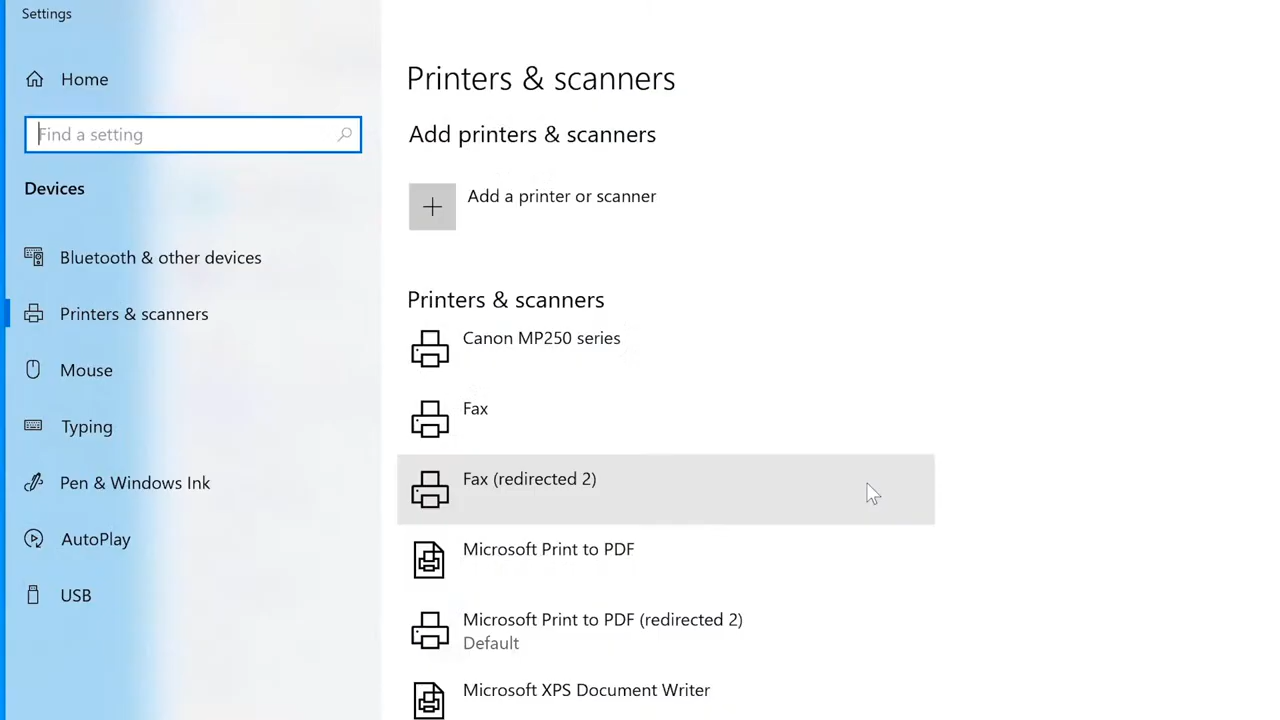 Settings
Home
Find a setting
Devices
Bluetooth & other devices
Printers & scanners
Mouse
Typing
Pen & Windows Ink
AutoPlay
USB
Printers & scanners
Add printers & scanners
Add a printer or scanner
Printers & scanners
Canon MP250 series
Fax
Fax (redirected 2)
Microsoft Print to PDF
Microsoft Print to PDF (redirected 2)
Default
Microsoft XPS Document Writer